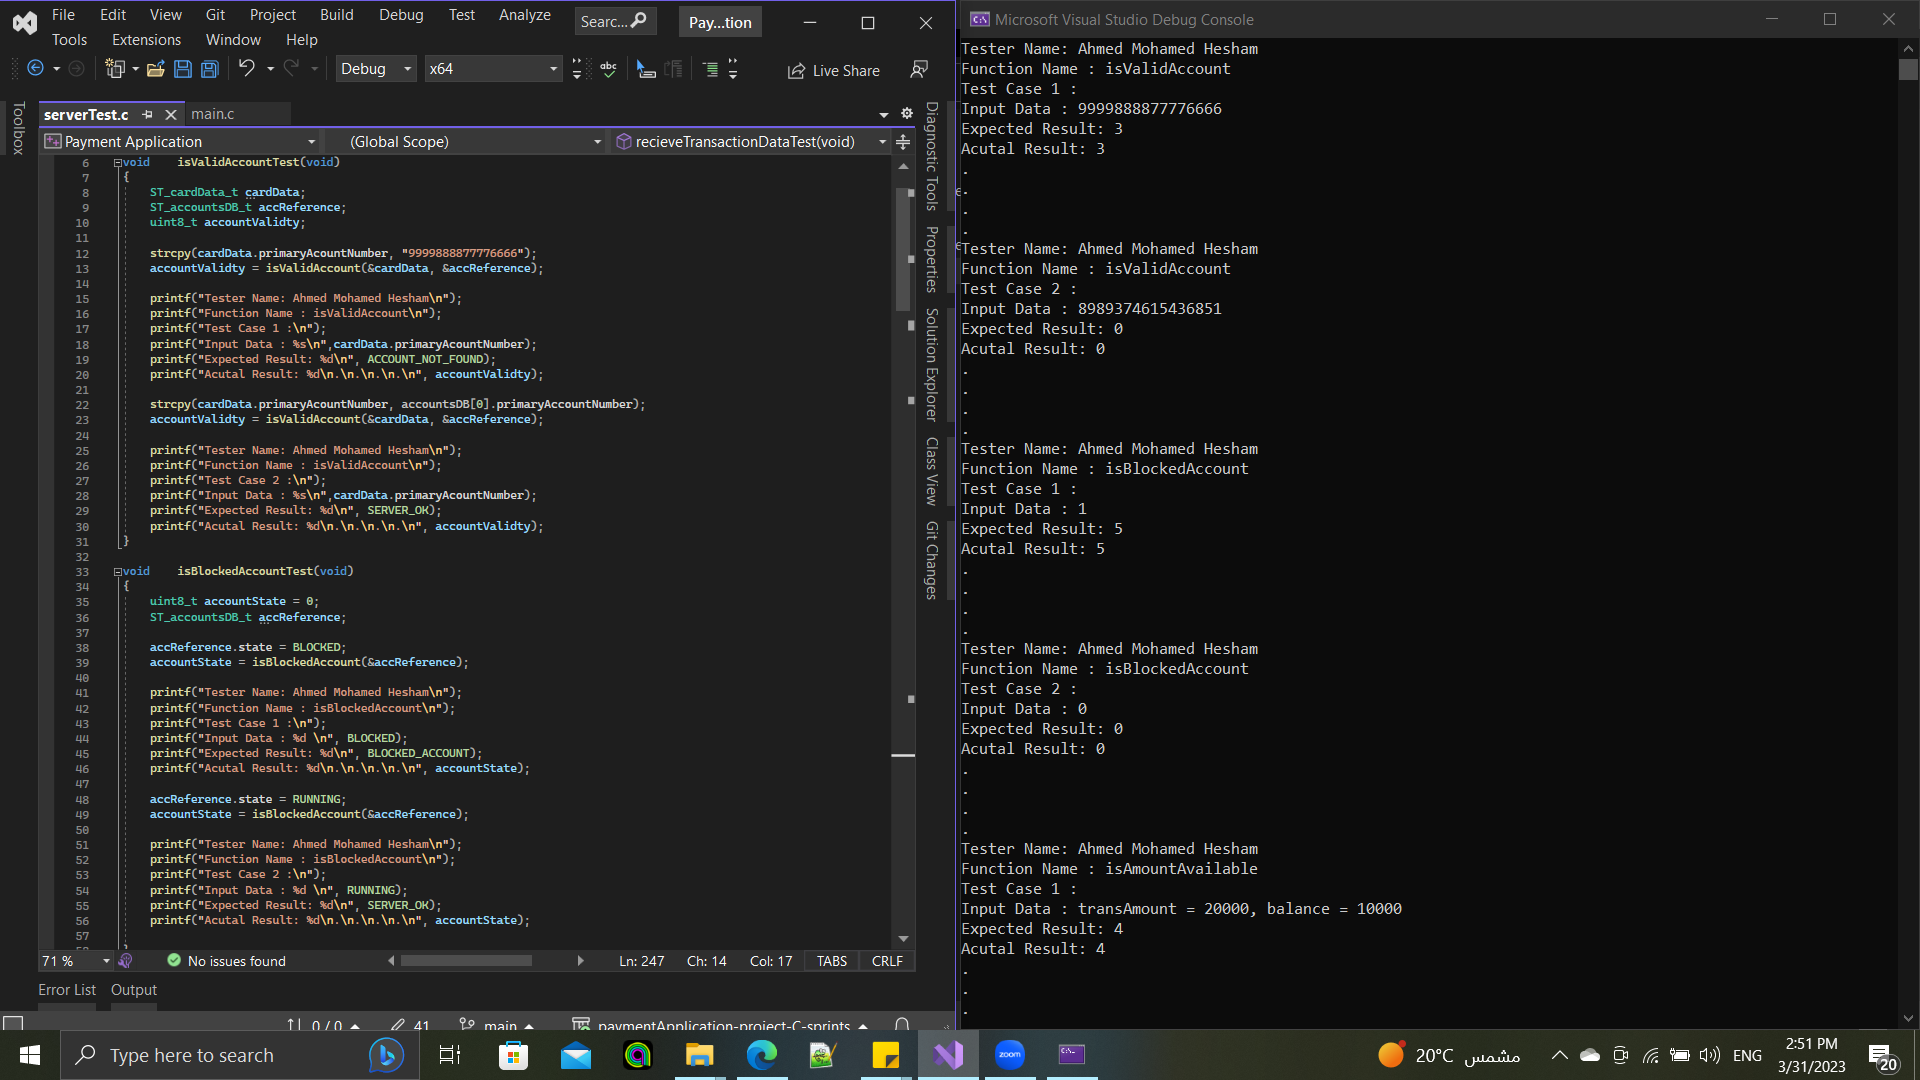 File Edit View Git Project Build Debug Test Analyze
Searc...
Pay...tion
Tools Extensions Window Help
Debug x64 Live Share
Toolbox
serverTest.c main.c
Payment Application (Global Scope) recieveTransactionDataTest(void)
6 void isValidAccountTest(void)
7 {
8 ST_cardData_t cardData;
9 ST_accountsDB_t accReference;
10 uint8_t accountValidty;
11
12 strcpy(cardData.primaryAcountNumber, "9999888877776666");
13 accountValidty = isValidAccount(&cardData, &accReference);
14
15 printf("Tester Name: Ahmed Mohamed Hesham\n");
16 printf("Function Name : isValidAccount\n");
17 printf("Test Case 1 :\n");
18 printf("Input Data : %s\n",cardData.primaryAcountNumber);
19 printf("Expected Result: %d\n", ACCOUNT_NOT_FOUND);
20 printf("Acutal Result: %d\n.\n.\n.\n.\n", accountValidty);
21
22 strcpy(cardData.primaryAcountNumber, accountsDB[0].primaryAccountNumber);
23 accountValidty = isValidAccount(&cardData, &accReference);
24
25 printf("Tester Name: Ahmed Mohamed Hesham\n");
26 printf("Function Name : isValidAccount\n");
27 printf("Test Case 2 :\n");
28 printf("Input Data : %s\n",cardData.primaryAcountNumber);
29 printf("Expected Result: %d\n", SERVER_OK);
30 printf("Acutal Result: %d\n.\n.\n.\n.\n", accountValidty);
31 }
32
33 void isBlockedAccountTest(void)
34 {
35 uint8_t accountState = 0;
36 ST_accountsDB_t accReference;
37
38 accReference.state = BLOCKED;
39 accountState = isBlockedAccount(&accReference);
40
41 printf("Tester Name: Ahmed Mohamed Hesham\n");
42 printf("Function Name : isBlockedAccount\n");
43 printf("Test Case 1 :\n");
44 printf("Input Data : %d \n", BLOCKED);
45 printf("Expected Result: %d\n", BLOCKED_ACCOUNT);
46 printf("Acutal Result: %d\n.\n.\n.\n.\n", accountState);
47
48 accReference.state = RUNNING;
49 accountState = isBlockedAccount(&accReference);
50
51 printf("Tester Name: Ahmed Mohamed Hesham\n");
52 printf("Function Name : isBlockedAccount\n");
53 printf("Test Case 2 :\n");
54 printf("Input Data : %d \n", RUNNING);
55 printf("Expected Result: %d\n", SERVER_OK);
56 printf("Acutal Result: %d\n.\n.\n.\n.\n", accountState);
57
71 % No issues found Ln: 247 Ch: 14 Col: 17 TABS CRLF
Error List Output
0 / 0 41 main paymentApplication-project-C-sprints
Diagnostic Tools
Properties
Solution Explorer
Class View
Git Changes
Microsoft Visual Studio Debug Console
Tester Name: Ahmed Mohamed Hesham
Function Name : isValidAccount
Test Case 1 :
Input Data : 9999888877776666
Expected Result: 3
Acutal Result: 3
.
.
.
.
Tester Name: Ahmed Mohamed Hesham
Function Name : isValidAccount
Test Case 2 :
Input Data : 8989374615436851
Expected Result: 0
Acutal Result: 0
.
.
.
.
Tester Name: Ahmed Mohamed Hesham
Function Name : isBlockedAccount
Test Case 1 :
Input Data : 1
Expected Result: 5
Acutal Result: 5
.
.
.
.
Tester Name: Ahmed Mohamed Hesham
Function Name : isBlockedAccount
Test Case 2 :
Input Data : 0
Expected Result: 0
Acutal Result: 0
.
.
.
.
Tester Name: Ahmed Mohamed Hesham
Function Name : isAmountAvailable
Test Case 1 :
Input Data : transAmount = 20000, balance = 10000
Expected Result: 4
Acutal Result: 4
.
.
.
Type here to search
zoom
20°C مشمس
ENG
2:51 PM
3/31/2023
20